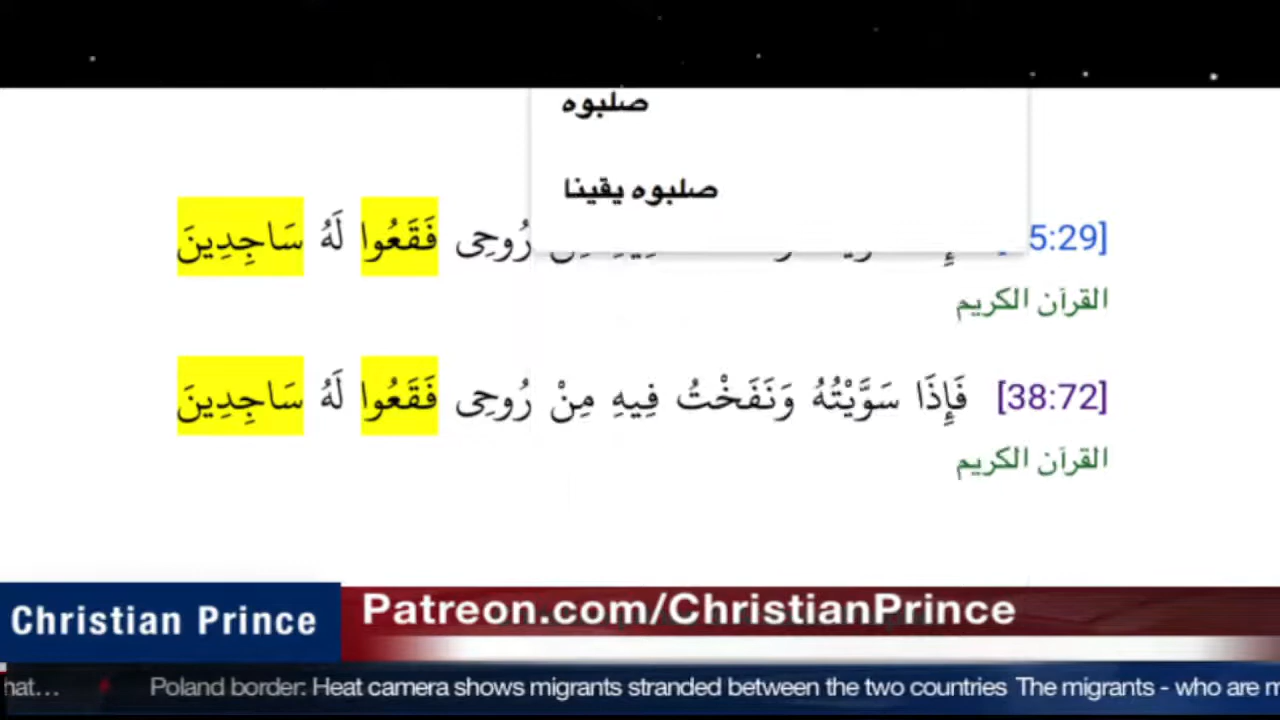 صلبوه
صلبوه يقينا
5:29] رُوحِى فَقَعُوا لَهُ سَاجِدِينَ
القرآن الكريم
[38:72] فَإِذَا سَوَّيْتُهُ وَنَفَخْتُ فِيهِ مِنْ رُوحِى فَقَعُوا لَهُ سَاجِدِينَ
القرآن الكريم
Christian Prince
Patreon.com/ChristianPrince
hat... Poland border: Heat camera shows migrants stranded between the two countries The migrants - who are m